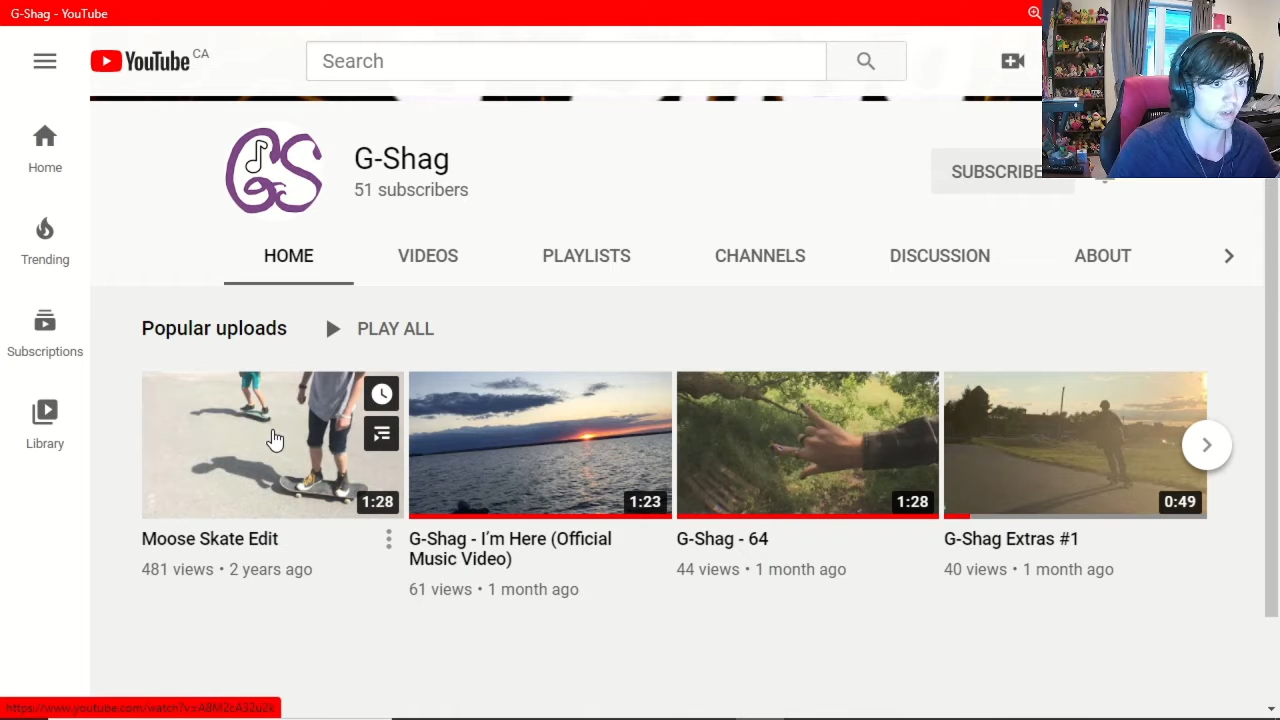 G-Shag - YouTube
YouTube CA
Search
Home
Trending
Subscriptions
Library
GS
G-Shag
51 subscribers
SUBSCRIBE
HOME
VIDEOS
PLAYLISTS
CHANNELS
DISCUSSION
ABOUT
Popular uploads
PLAY ALL
1:28
1:23
1:28
0:49
Moose Skate Edit
481 views • 2 years ago
G-Shag - I’m Here (Official
Music Video)
61 views • 1 month ago
G-Shag - 64
44 views • 1 month ago
G-Shag Extras #1
40 views • 1 month ago